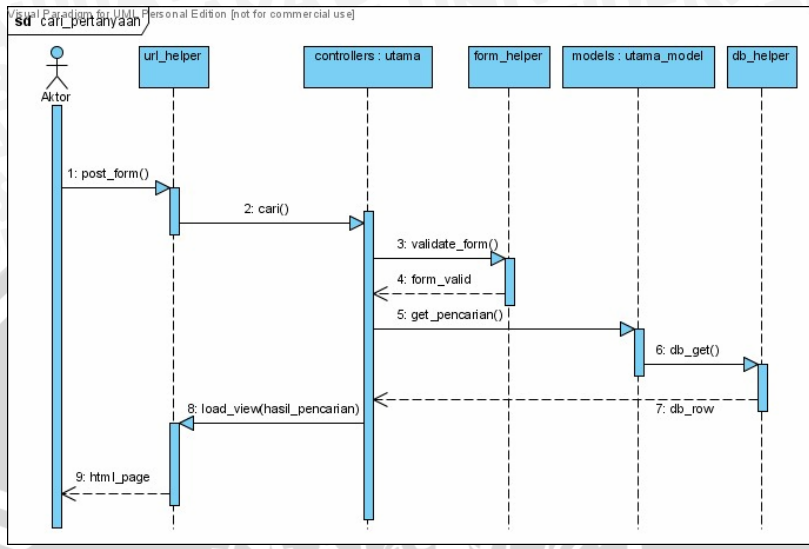 Visual Paradigm for UML Personal Edition [not for commercial use]
sd cari_pertanyaan
url_helper
controllers : utama
form_helper
models : utama_model
db_helper
Aktor
1: post_form()
2: cari()
3: validate_form()
4: form_valid
5: get_pencarian()
6: db_get()
7: db_row
8: load_view(hasil_pencarian)
9: html_page